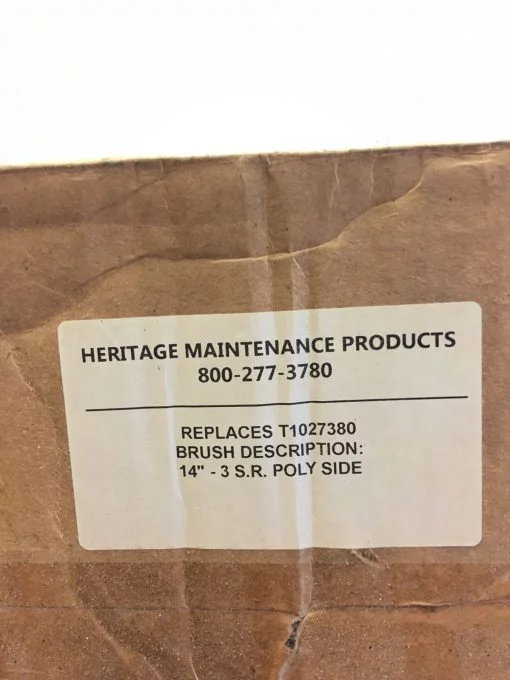 HERITAGE MAINTENANCE PRODUCTS
800-277-3780
REPLACES T1027380
BRUSH DESCRIPTION:
14" - 3 S.R. POLY SIDE